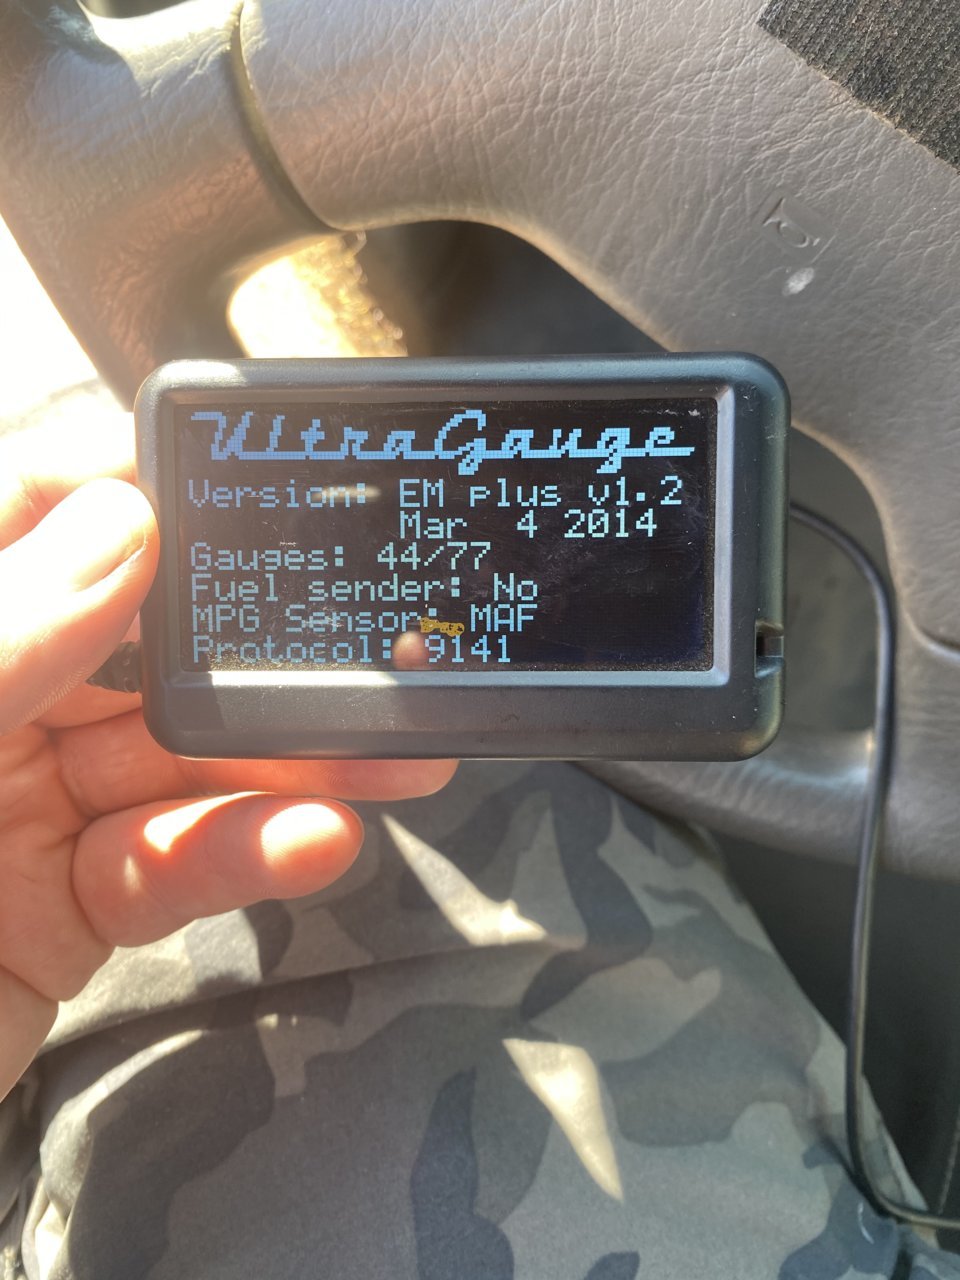 UltraGauge
Version: EM plus v1.2
Mar 4 2014
Gauges: 44/77
Fuel sender: No
MPG Sensor: MAF
Protocol: 9141